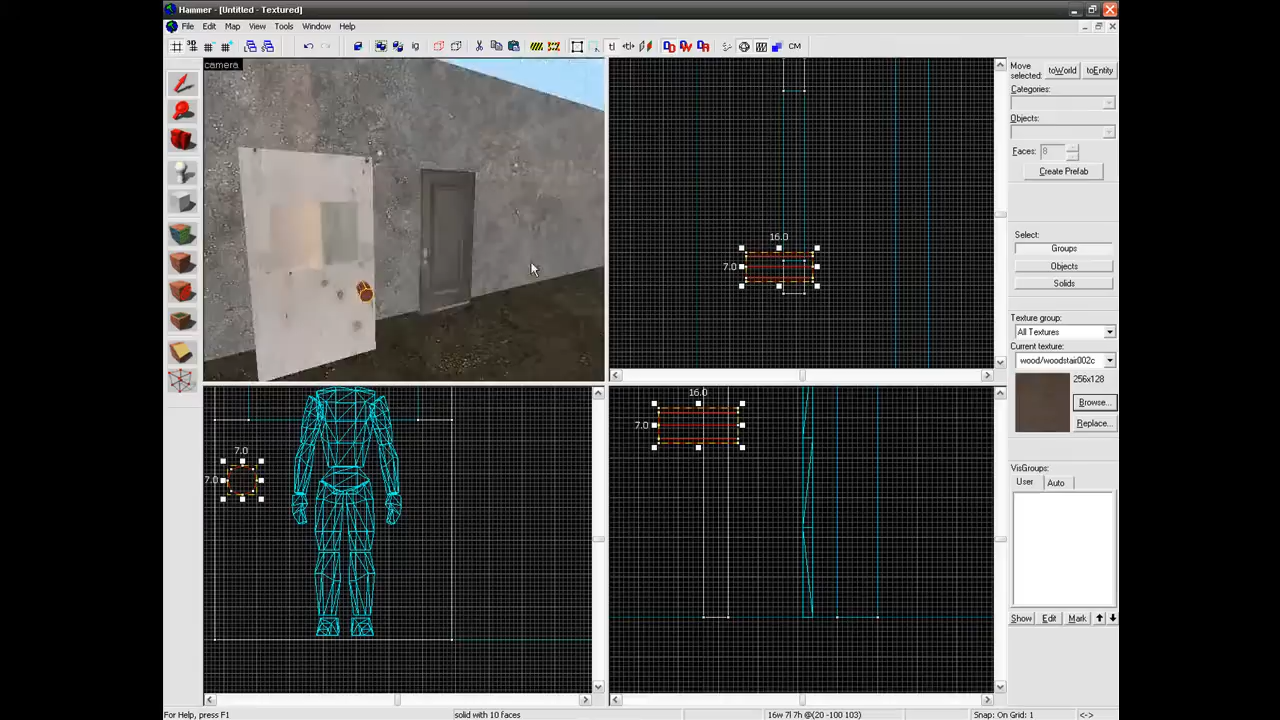 Hammer - [Untitled - Textured]
File Edit Map View Tools Window Help
CM
camera
16.0
7.0
7.0
7.0
16.0
7.0
Move selected:
toWorld
toEntity
Categories:
Objects:
Faces:
8
Create Prefab
Select:
Groups
Objects
Solids
Texture group:
All Textures
Current texture:
wood/woodstair002c
256x128
Browse...
Replace...
VisGroups:
User
Auto
Show
Edit
Mark
For Help, press F1
solid with 10 faces
16w 7l 7h @(20 -100 103)
Snap: On Grid: 1
<->